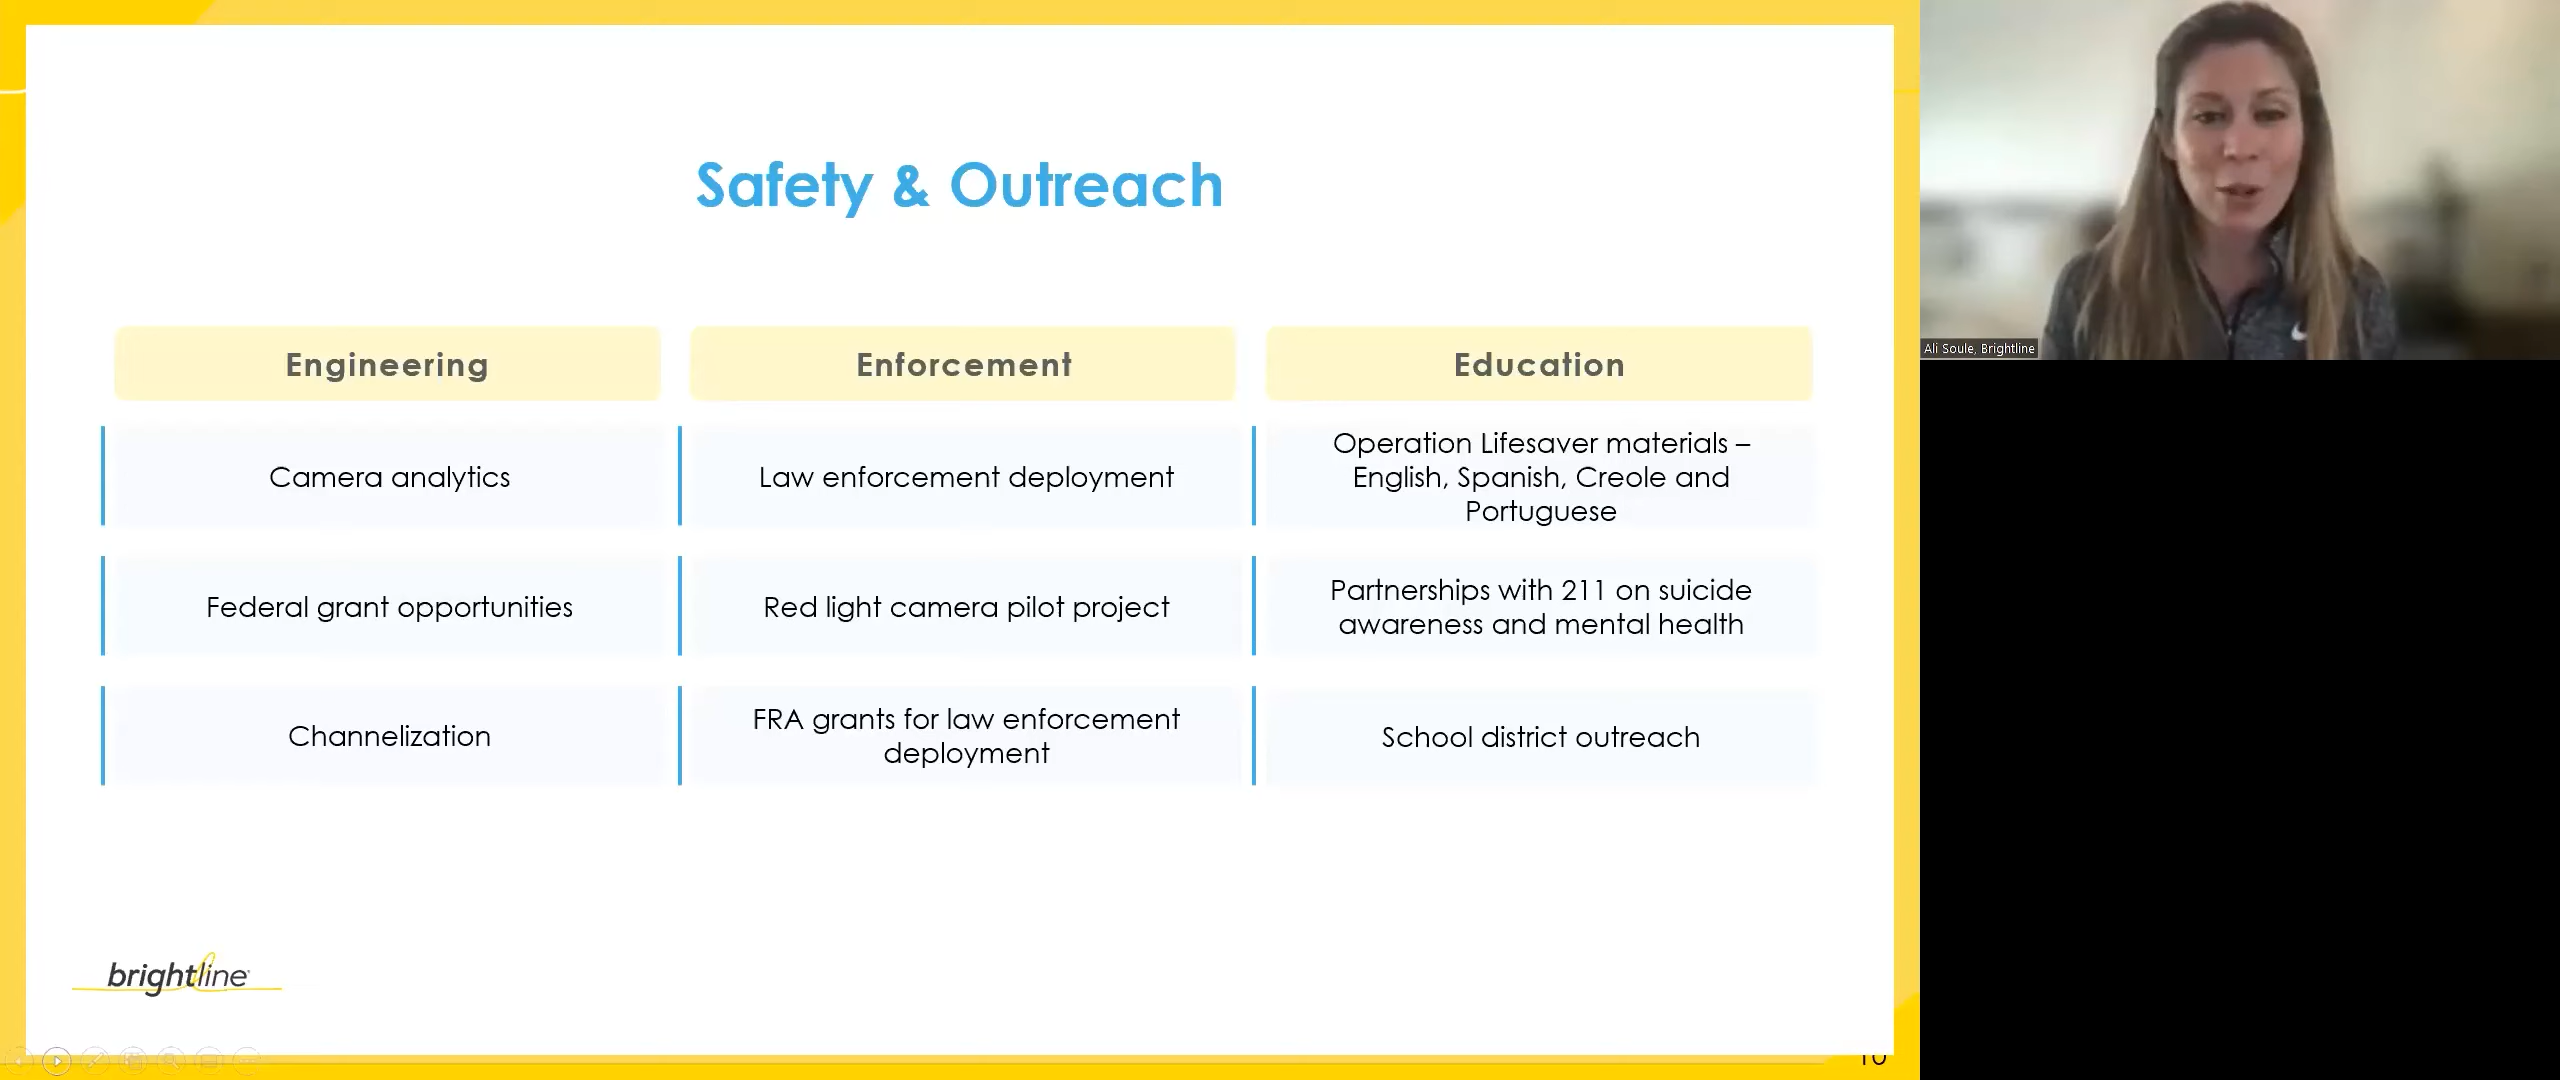 Safety & Outreach
Engineering
Enforcement
Education
Camera analytics
Law enforcement deployment
Operation Lifesaver materials –
English, Spanish, Creole and
Portuguese
Federal grant opportunities
Red light camera pilot project
Partnerships with 211 on suicide
awareness and mental health
Channelization
FRA grants for law enforcement
deployment
School district outreach
brightline
10
Ali Soule, Brightline